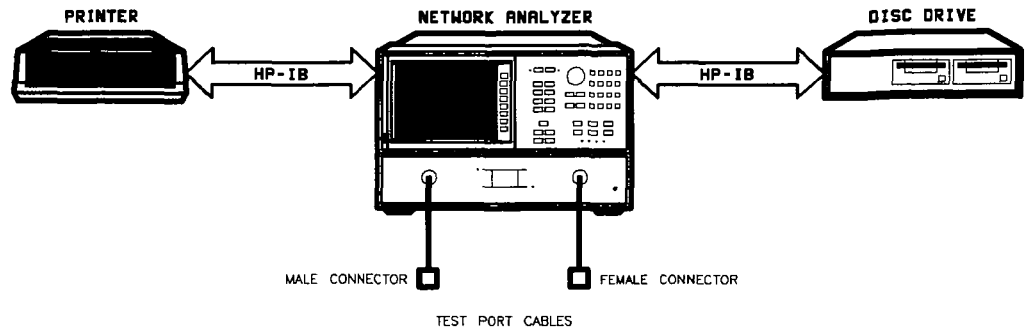 PRINTER
NETWORK ANALYZER
DISC DRIVE
HP-IB
HP-IB
MALE CONNECTOR
FEMALE CONNECTOR
TEST PORT CABLES